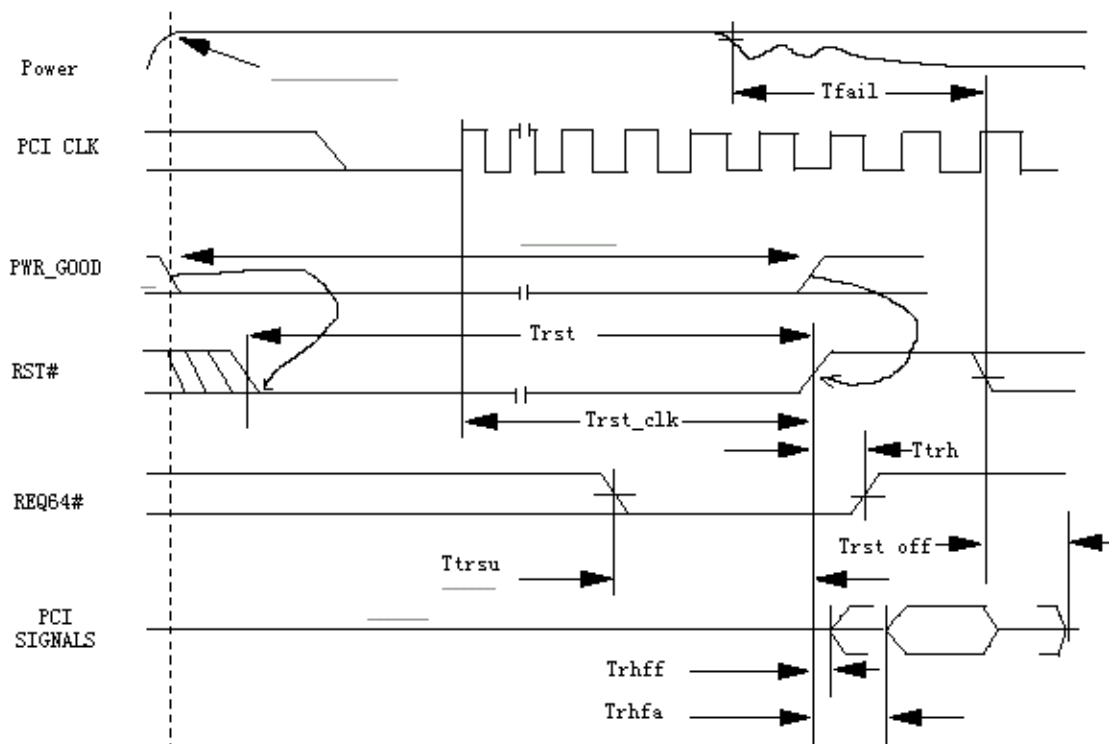 Power
Tfail
PCI CLK
PWR_GOOD
Trst
RST#
Trst_clk
Ttrh
REQ64#
Trst off
Ttrsu
PCI
SIGNALS
Trhff
Trhfa